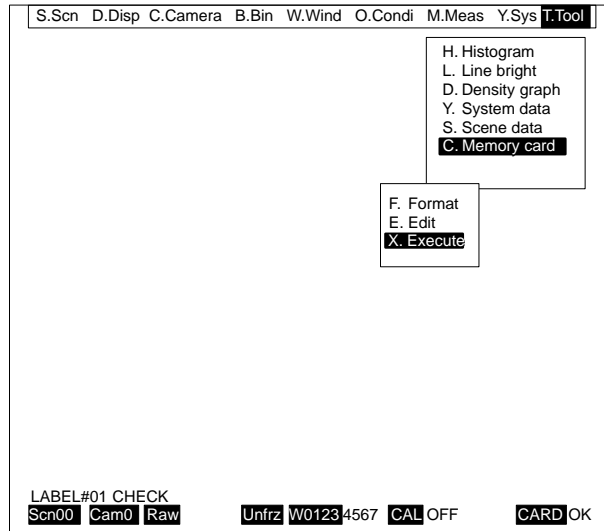 S.Scn D.Disp C.Camera B.Bin W.Wind O.Condi M.Meas Y.Sys T.Tool
H. Histogram
L. Line bright
D. Density graph
Y. System data
S. Scene data
C. Memory card
F. Format
E. Edit
X. Execute
LABEL#01 CHECK
Scn00 Cam0 Raw Unfrz W01234567 CAL OFF CARD OK